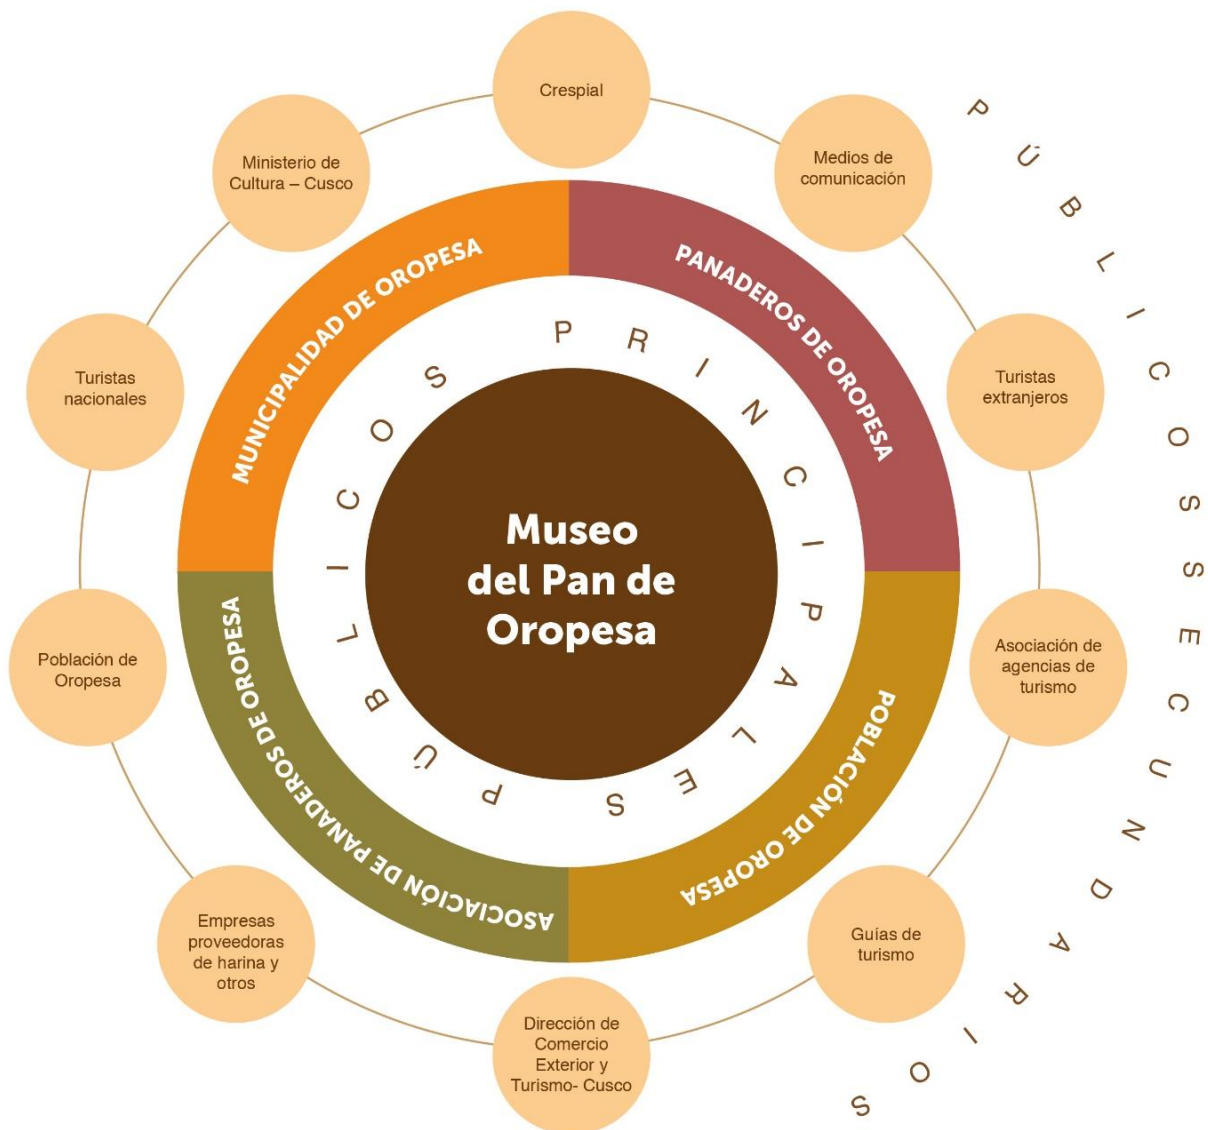 Museo
del Pan de
Oropesa
PÚBLICOS PRINCIPALES
MUNICIPALIDAD DE OROPESA
PANADEROS DE OROPESA
POBLACIÓN DE OROPESA
ASOCIACIÓN DE PANADEROS DE OROPESA
PÚBLICOS SECUNDARIOS
Crespial
Medios de
comunicación
Turistas
extranjeros
Asociación de
agencias de
turismo
Guías de
turismo
Dirección de
Comercio
Exterior y
Turismo- Cusco
Empresas
proveedoras
de harina y
otros
Población de
Oropesa
Turistas
nacionales
Ministerio de
Cultura – Cusco